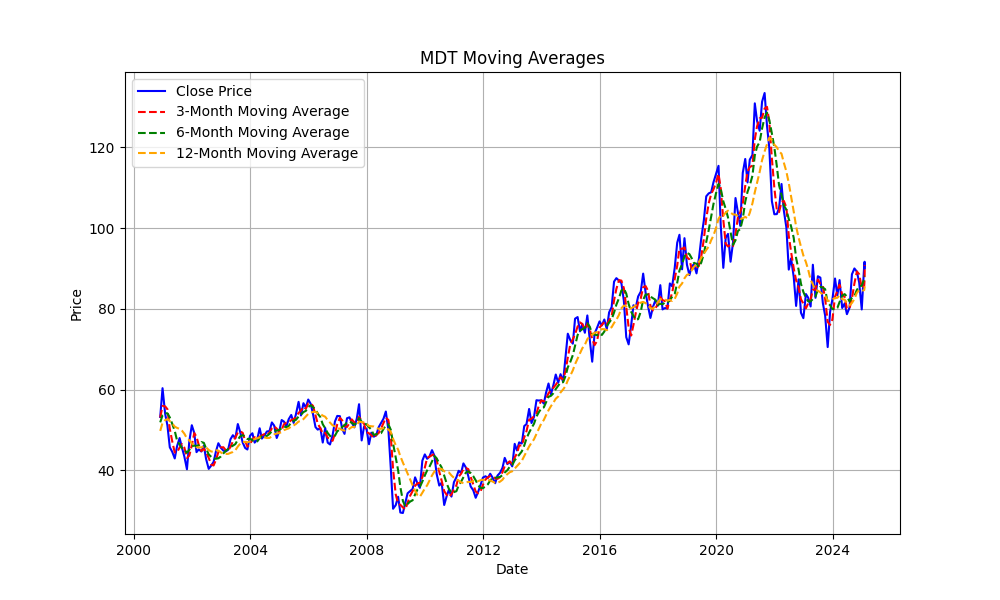 MDT Moving Averages
Close Price
3-Month Moving Average
6-Month Moving Average
12-Month Moving Average
120
100
80
60
40
Price
2000 2004 2008 2012 2016 2020 2024
Date